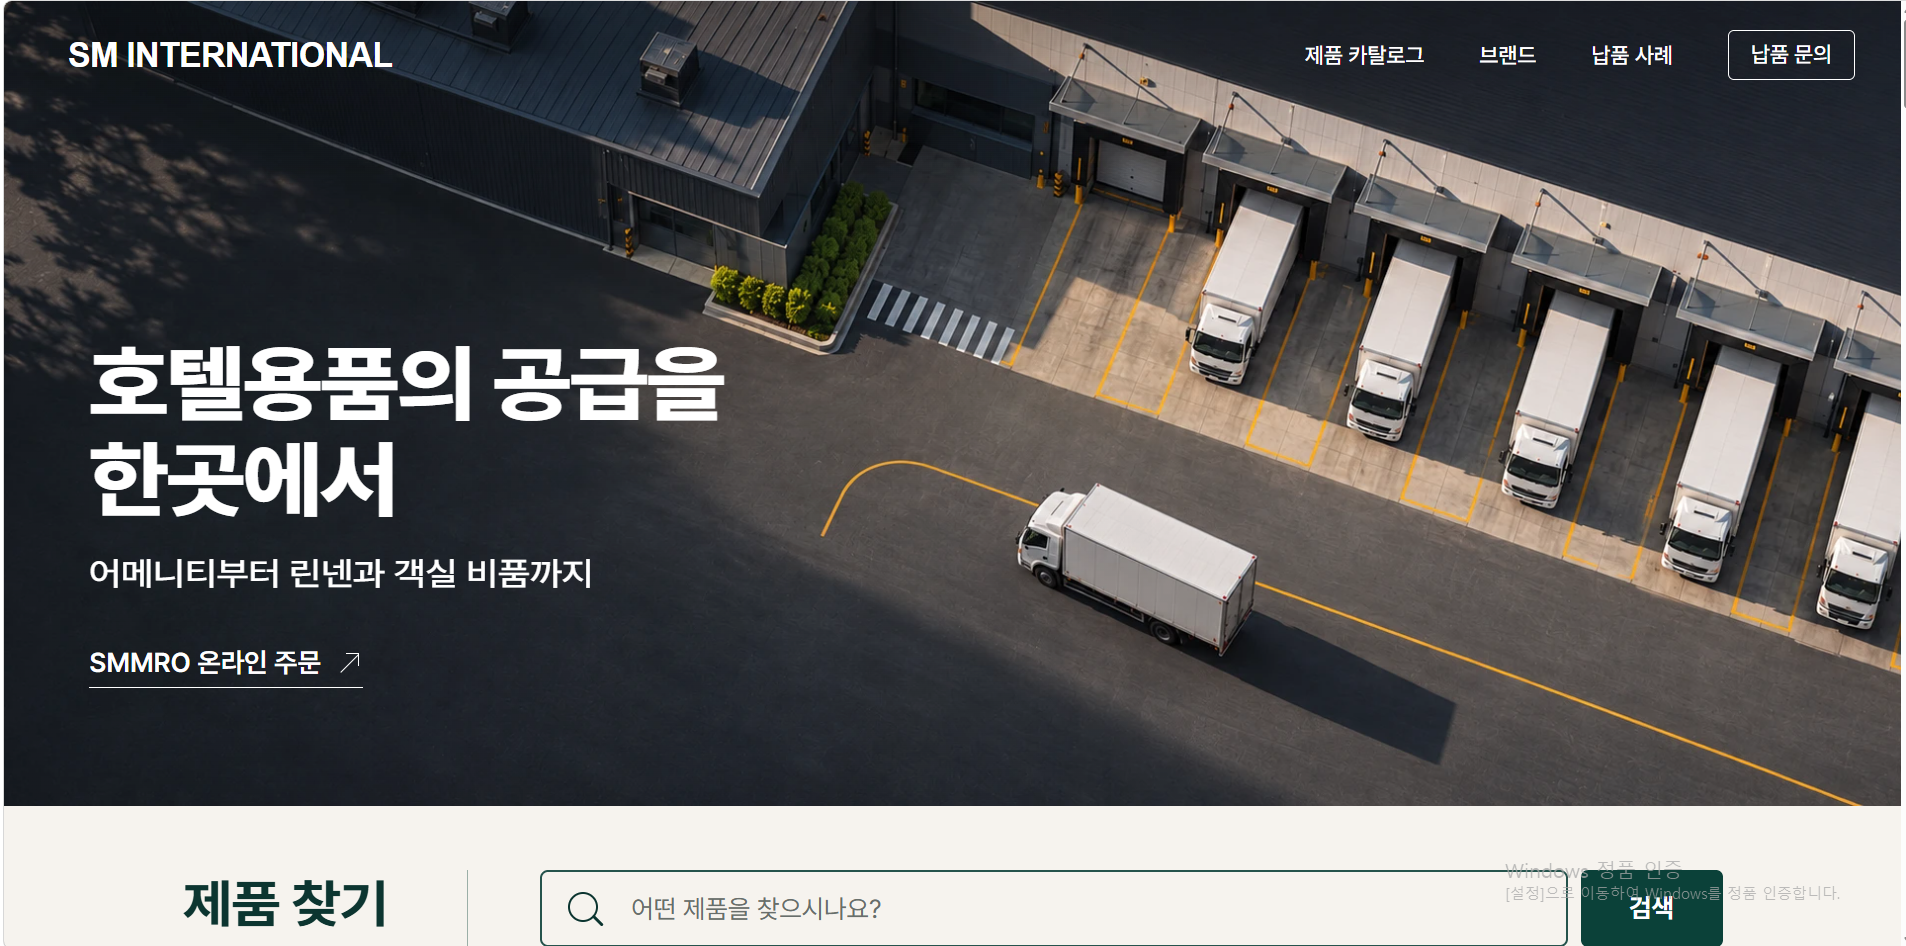 SM INTERNATIONAL
제품 카탈로그
브랜드
납품 사례
납품 문의
호텔용품의 공급을
한곳에서
어메니티부터 린넨과 객실 비품까지
SMMRO 온라인 주문
제품 찾기
어떤 제품을 찾으시나요?
검색
Windows 정품 인증
[설정]으로 이동하여 Windows를 정품 인증합니다.